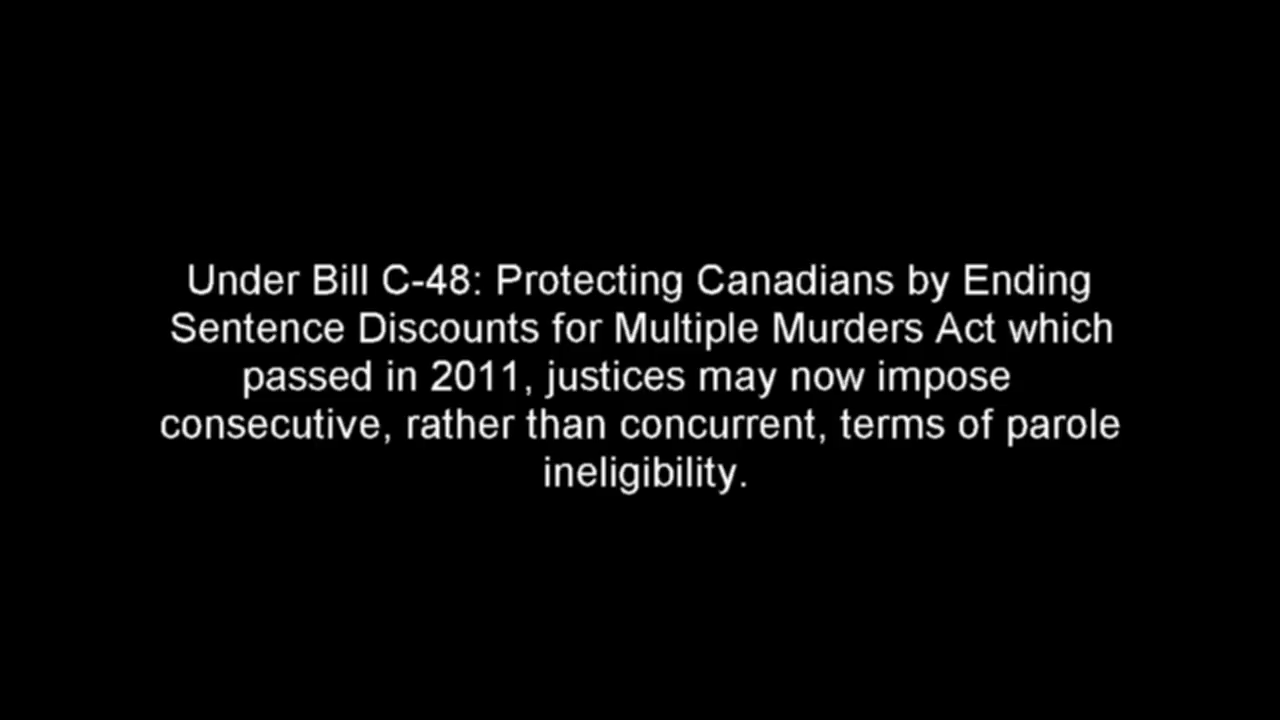 Under Bill C-48: Protecting Canadians by Ending
Sentence Discounts for Multiple Murders Act which
passed in 2011, justices may now impose
consecutive, rather than concurrent, terms of parole
ineligibility.